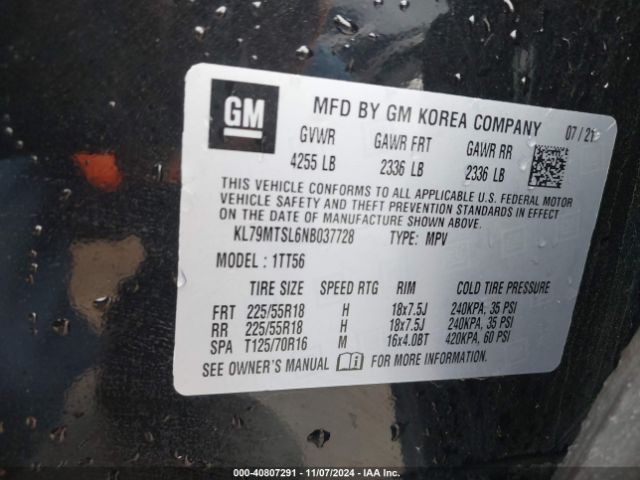 GM
MFD BY GM KOREA COMPANY 07/21
GVWR GAWR FRT GAWR RR
4255 LB 2336 LB 2336 LB
THIS VEHICLE CONFORMS TO ALL APPLICABLE U.S. FEDERAL MOTOR
VEHICLE SAFETY AND THEFT PREVENTION STANDARDS IN EFFECT
ON THE DATE OF MANUFACTURE SHOWN ABOVE.
KL79MTSL6NB037728 TYPE: MPV
MODEL : 1TT56
TIRE SIZE SPEED RTG RIM COLD TIRE PRESSURE
FRT 225/55R18 H 18x7.5J 240KPA, 35 PSI
RR 225/55R18 H 18x7.5J 240KPA, 35 PSI
SPA T125/70R16 M 16x4.0BT 420KPA, 60 PSI
SEE OWNER'S MANUAL FOR MORE INFORMATION.
000-40807291 - 11/07/2024 - IAA Inc.